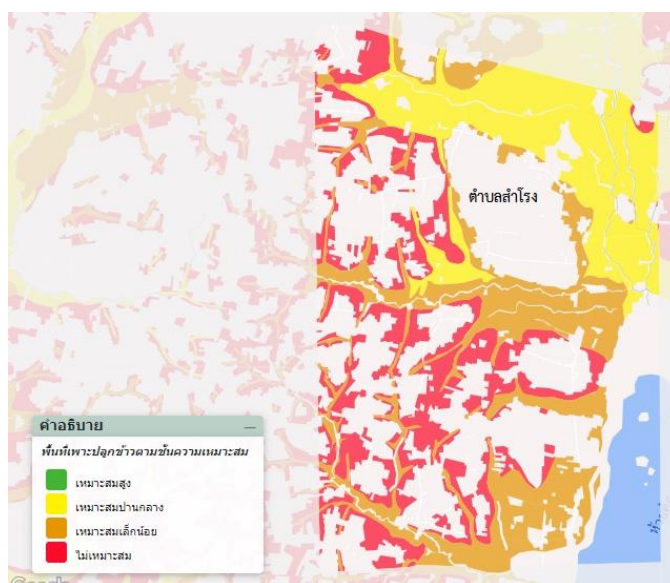 ตำบลสำโรง
คำอธิบาย
พื้นที่เพาะปลูกข้าวตามชั้นความเหมาะสม
เหมาะสมสูง
เหมาะสมปานกลาง
เหมาะสมเล็กน้อย
ไม่เหมาะสม
Google